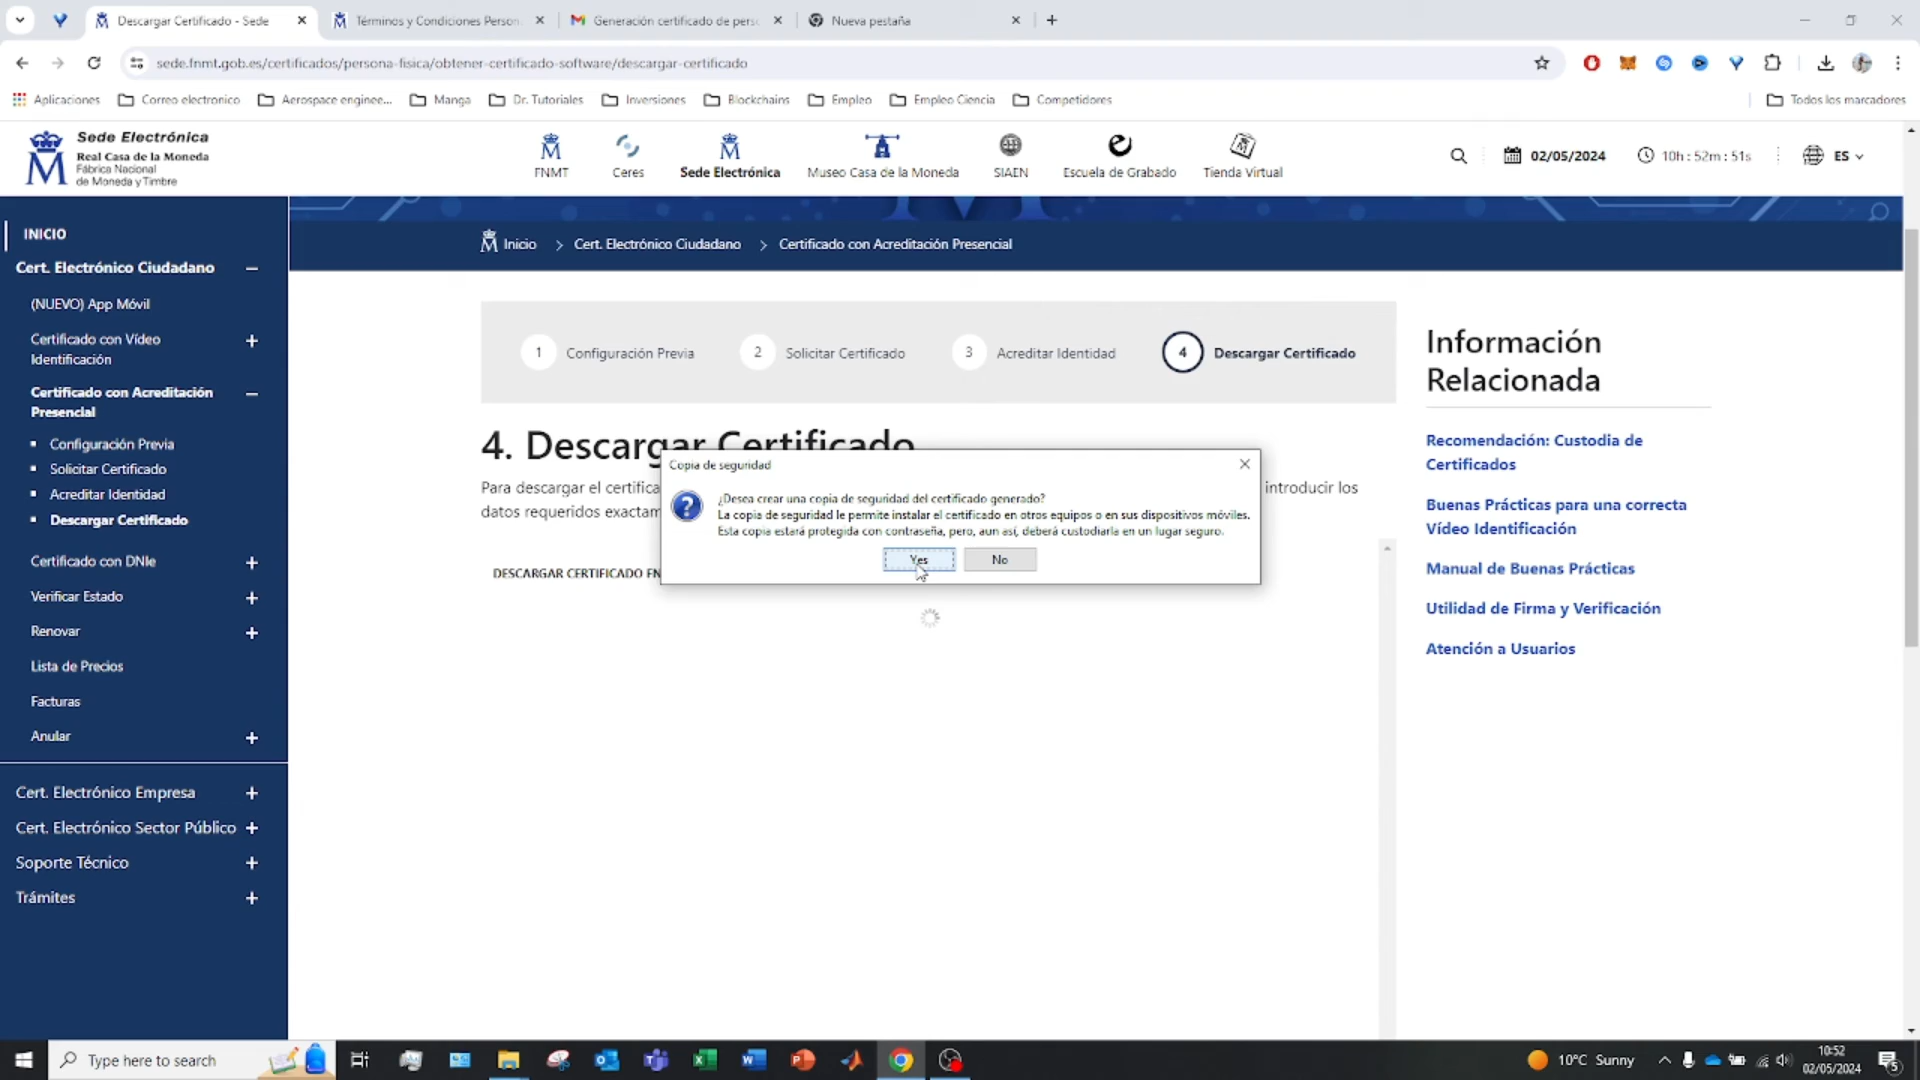 Descargar Certificado - Sede
Términos y Condiciones Person
Generación certificado de perso
Nueva pestaña
sede.fnmt.gob.es/certificados/persona-fisica/obtener-certificado-software/descargar-certificado
Aplicaciones
Correo electronico
Aerospace enginee...
Manga
Dr. Tutoriales
Inversiones
Blockchains
Empleo
Empleo Ciencia
Competidores
Todos los marcadores
Sede Electrónica
Real Casa de la Moneda
Fábrica Nacional
de Moneda y Timbre
FNMT
Ceres
Sede Electrónica
Museo Casa de la Moneda
SIAEN
Escuela de Grabado
Tienda Virtual
02/05/2024
10h : 52m : 51s
ES
INICIO
Cert. Electrónico Ciudadano
(NUEVO) App Móvil
Certificado con Vídeo
Identificación
Certificado con Acreditación
Presencial
Configuración Previa
Solicitar Certificado
Acreditar Identidad
Descargar Certificado
Certificado con DNIe
Verificar Estado
Renovar
Lista de Precios
Facturas
Anular
Cert. Electrónico Empresa
Cert. Electrónico Sector Público
Soporte Técnico
Trámites
Inicio > Cert. Electrónico Ciudadano > Certificado con Acreditación Presencial
1 Configuración Previa
2 Solicitar Certificado
3 Acreditar Identidad
4 Descargar Certificado
4. Descargar Certificado
Para descargar el certifica
introducir los
datos requeridos exactam
DESCARGAR CERTIFICADO FN
Copia de seguridad
¿Desea crear una copia de seguridad del certificado generado?
La copia de seguridad le permite instalar el certificado en otros equipos o en sus dispositivos móviles.
Esta copia estará protegida con contraseña, pero, aun así, deberá custodiarla en un lugar seguro.
Yes
No
Información
Relacionada
Recomendación: Custodia de
Certificados
Buenas Prácticas para una correcta
Vídeo Identificación
Manual de Buenas Prácticas
Utilidad de Firma y Verificación
Atención a Usuarios
Type here to search
10°C Sunny
10:52
02/05/2024
5